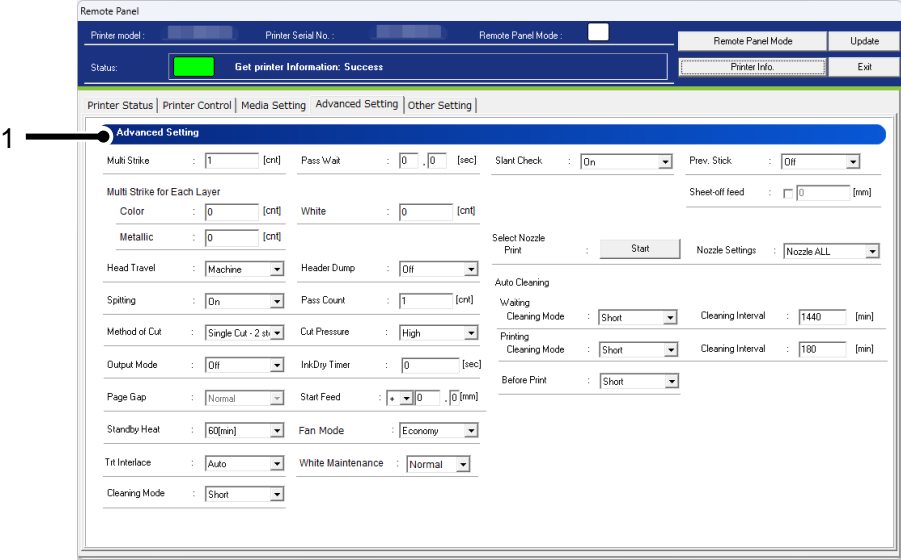 Remote Panel
Printer model : Printer Serial No. : Remote Panel Mode : Remote Panel Mode Update
Status: Get printer Information: Success Printer Info. Exit
Printer Status Printer Control Media Setting Advanced Setting Other Setting
1 Advanced Setting
Multi Strike : 1 [cnt] Pass Wait : 0 . 0 [sec] Slant Check : On Prev. Stick : Off
Multi Strike for Each Layer Sheet-off feed : 0 [mm]
Color : 0 [cnt] White : 0 [cnt]
Metallic : 0 [cnt] Select Nozzle
Print : Start Nozzle Settings : Nozzle ALL
Head Travel : Machine Header Dump : Off
Auto Cleaning
Spitting : On Pass Count : 1 [cnt] Waiting
Cleaning Mode : Short Cleaning Interval : 1440 [min]
Method of Cut : Single Cut - 2 ste Cut Pressure : High Printing
Cleaning Mode : Short Cleaning Interval : 180 [min]
Output Mode : Off InkDry Timer : 0 [sec]
Before Print : Short
Page Gap : Normal Start Feed : + 0 . 0 [mm]
Standby Heat : 60[min] Fan Mode : Economy
Trt Interlace : Auto White Maintenance : Normal
Cleaning Mode : Short